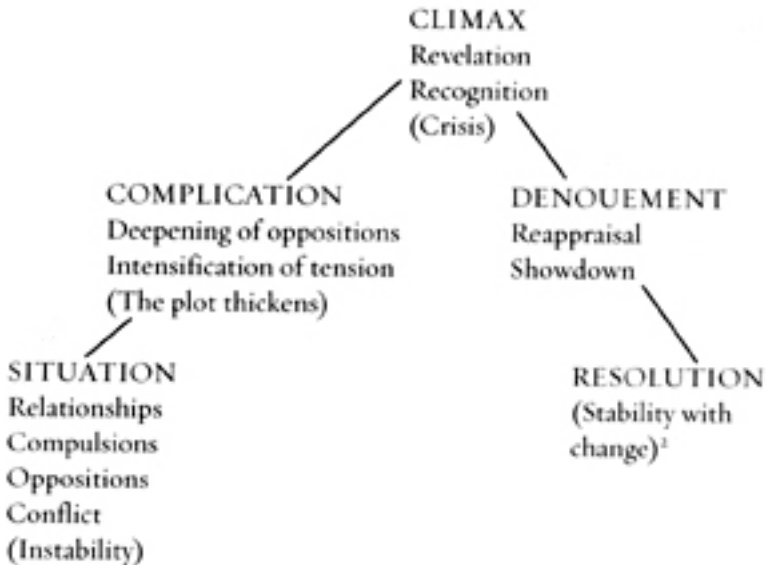 CLIMAX
Revelation
Recognition
(Crisis)
COMPLICATION
Deepening of oppositions
Intensification of tension
(The plot thickens)
DENOUEMENT
Reappraisal
Showdown
SITUATION
Relationships
Compulsions
Oppositions
Conflict
(Instability)
RESOLUTION
(Stability with
change)²